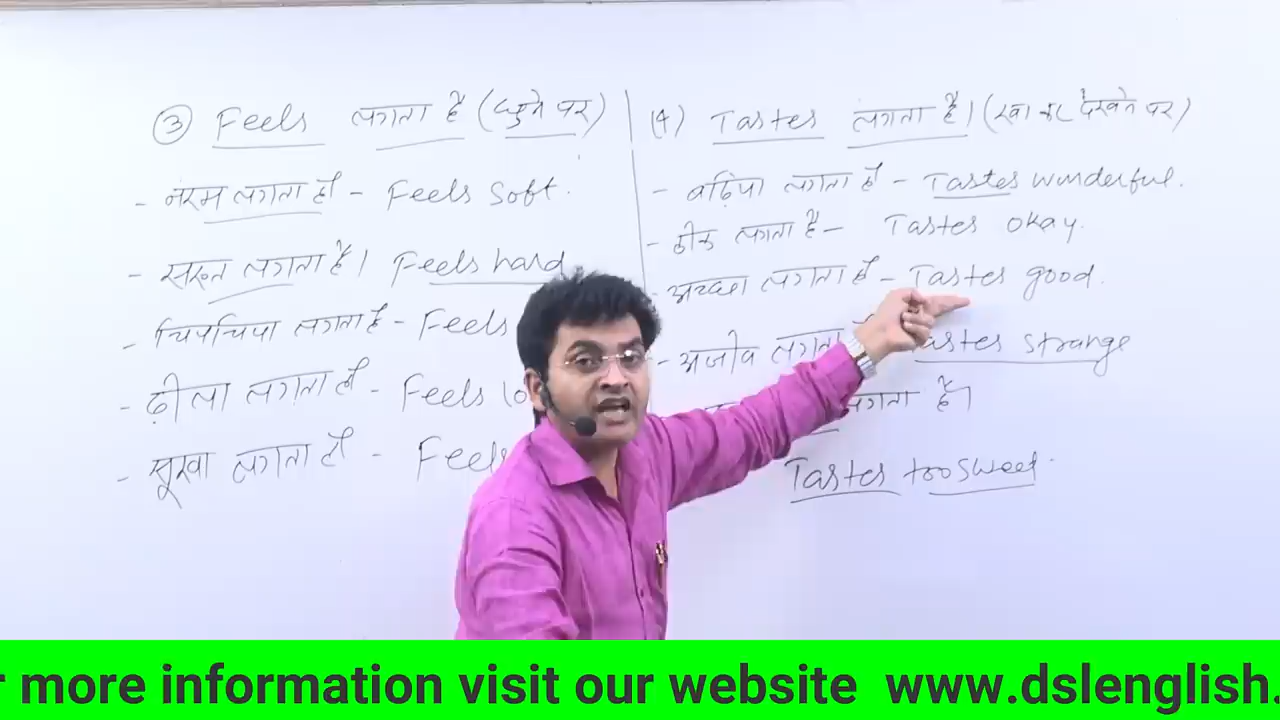 ③ Feels लगता है (छूने पर)
- नरम लगता है - Feels soft.
- सख्त लगता है। Feels hard
- चिपचिपा लगता है - Feels
- ढीला लगता है - Feels lo
- सूखा लगता है - Feels
(4) Tastes लगता है। (खा कर देखने पर)
- बढ़िया लगता है - Tastes wonderful.
- ठीक लगता है - Tastes okay.
- अच्छा लगता है - Tastes good.
- अजीब लगता Tastes strange
लगता है।
Tastes too sweet.
r more information visit our website www.dslenglish.